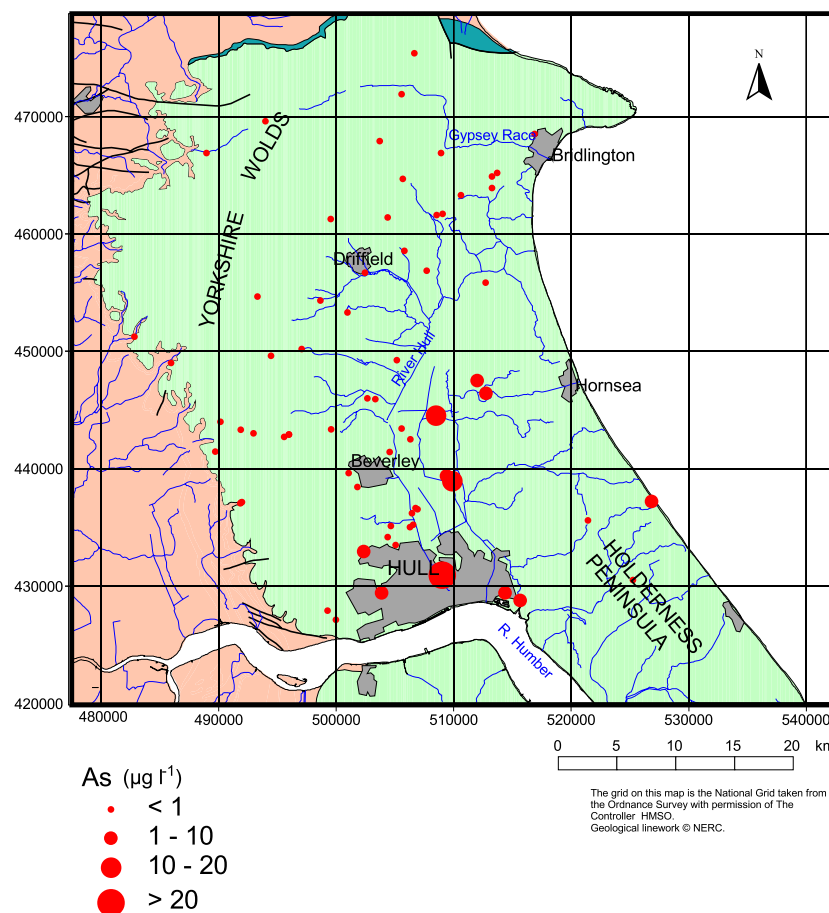 N
470000
460000
450000
440000
430000
420000
480000
490000
500000
510000
520000
530000
540000
YORKSHIRE WOLDS
Gypsey Race
Bridlington
Driffield
River Hull
Hornsea
Beverley
HULL
HOLDERNESS
PENINSULA
R. Humber
0 5 10 15 20 km
As (µg l-1)
< 1
1 - 10
10 - 20
> 20
The grid on this map is the National Grid taken from
the Ordnance Survey with permission of The
Controller HMSO.
Geological linework © NERC.